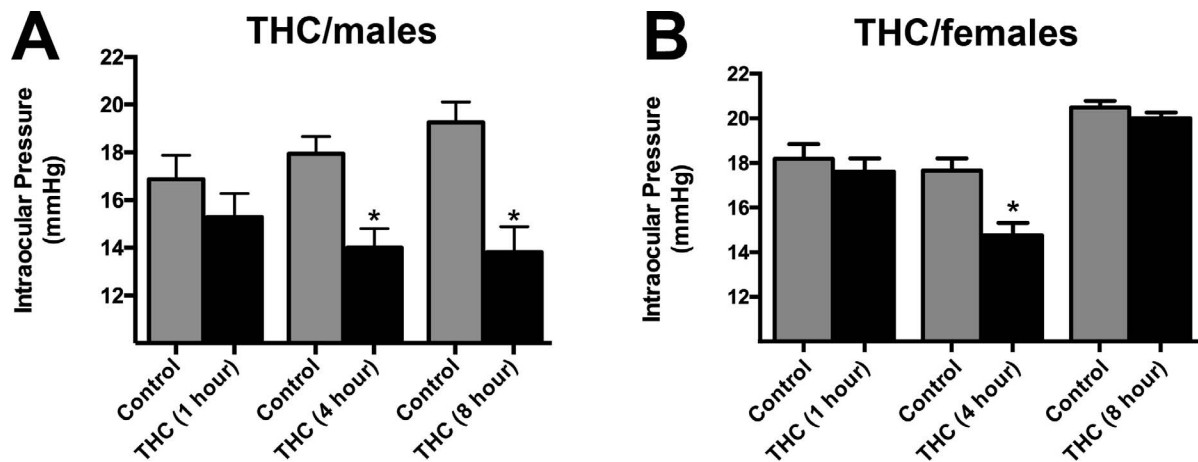 A
THC/males
Intraocular Pressure
(mmHg)
22
20
18
16
14
12
*
*
Control
THC (1 hour)
Control
THC (4 hour)
Control
THC (8 hour)
B
THC/females
Intraocular Pressure
(mmHg)
22
20
18
16
14
12
*
Control
THC (1 hour)
Control
THC (4 hour)
Control
THC (8 hour)